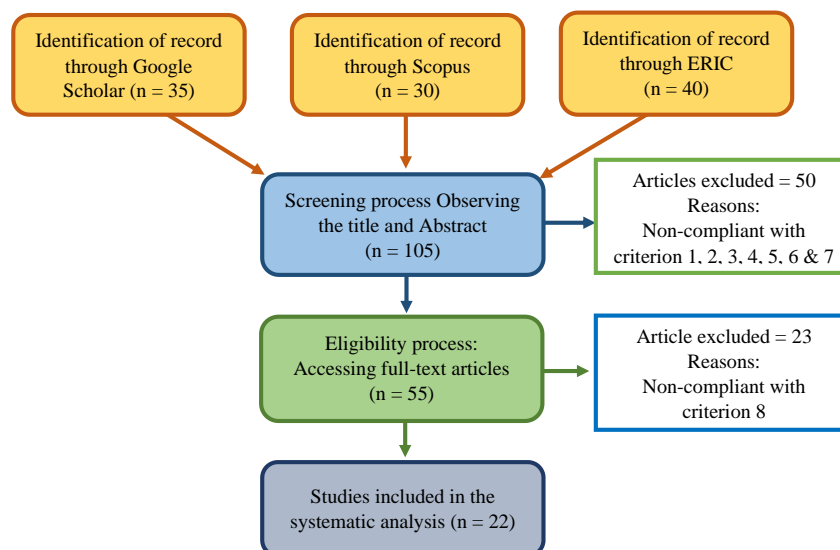 Identification of record
through Google
Scholar (n = 35)
Identification of record
through Scopus
(n = 30)
Identification of record
through ERIC
(n = 40)
Screening process Observing
the title and Abstract
(n = 105)
Articles excluded = 50
Reasons:
Non-compliant with
criterion 1, 2, 3, 4, 5, 6 & 7
Eligibility process:
Accessing full-text articles
(n = 55)
Article excluded = 23
Reasons:
Non-compliant with
criterion 8
Studies included in the
systematic analysis (n = 22)